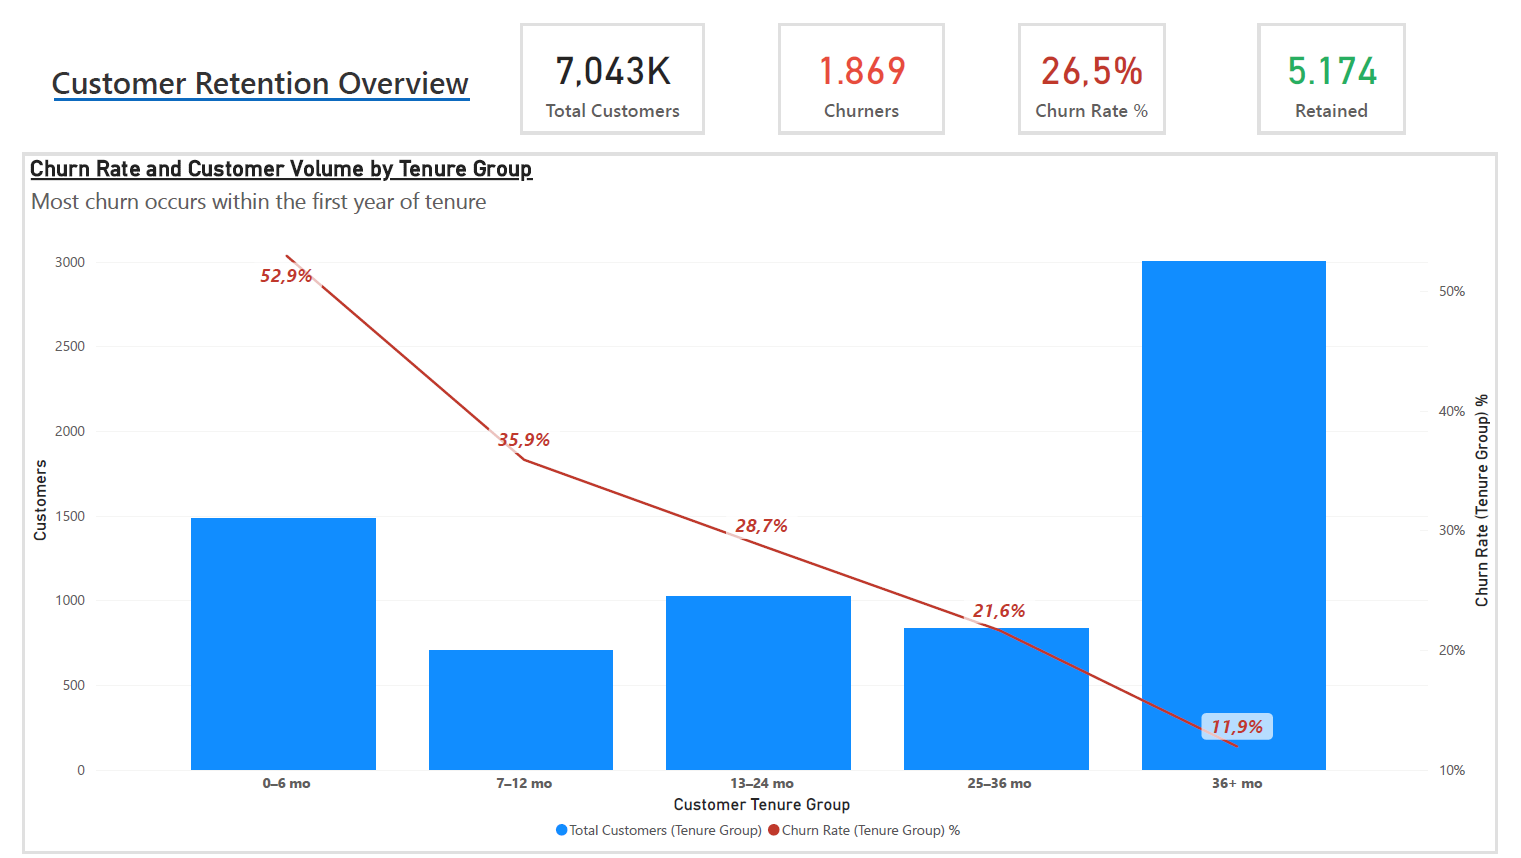 Customer Retention Overview
7,043K
Total Customers
1.869
Churners
26,5%
Churn Rate %
5.174
Retained
Churn Rate and Customer Volume by Tenure Group
Most churn occurs within the first year of tenure
3000
2500
2000
1500
1000
500
0
Customers
52,9%
35,9%
28,7%
21,6%
11,9%
50%
40%
30%
20%
10%
Churn Rate (Tenure Group) %
0–6 mo
7–12 mo
13–24 mo
25–36 mo
36+ mo
Customer Tenure Group
Total Customers (Tenure Group)
Churn Rate (Tenure Group) %